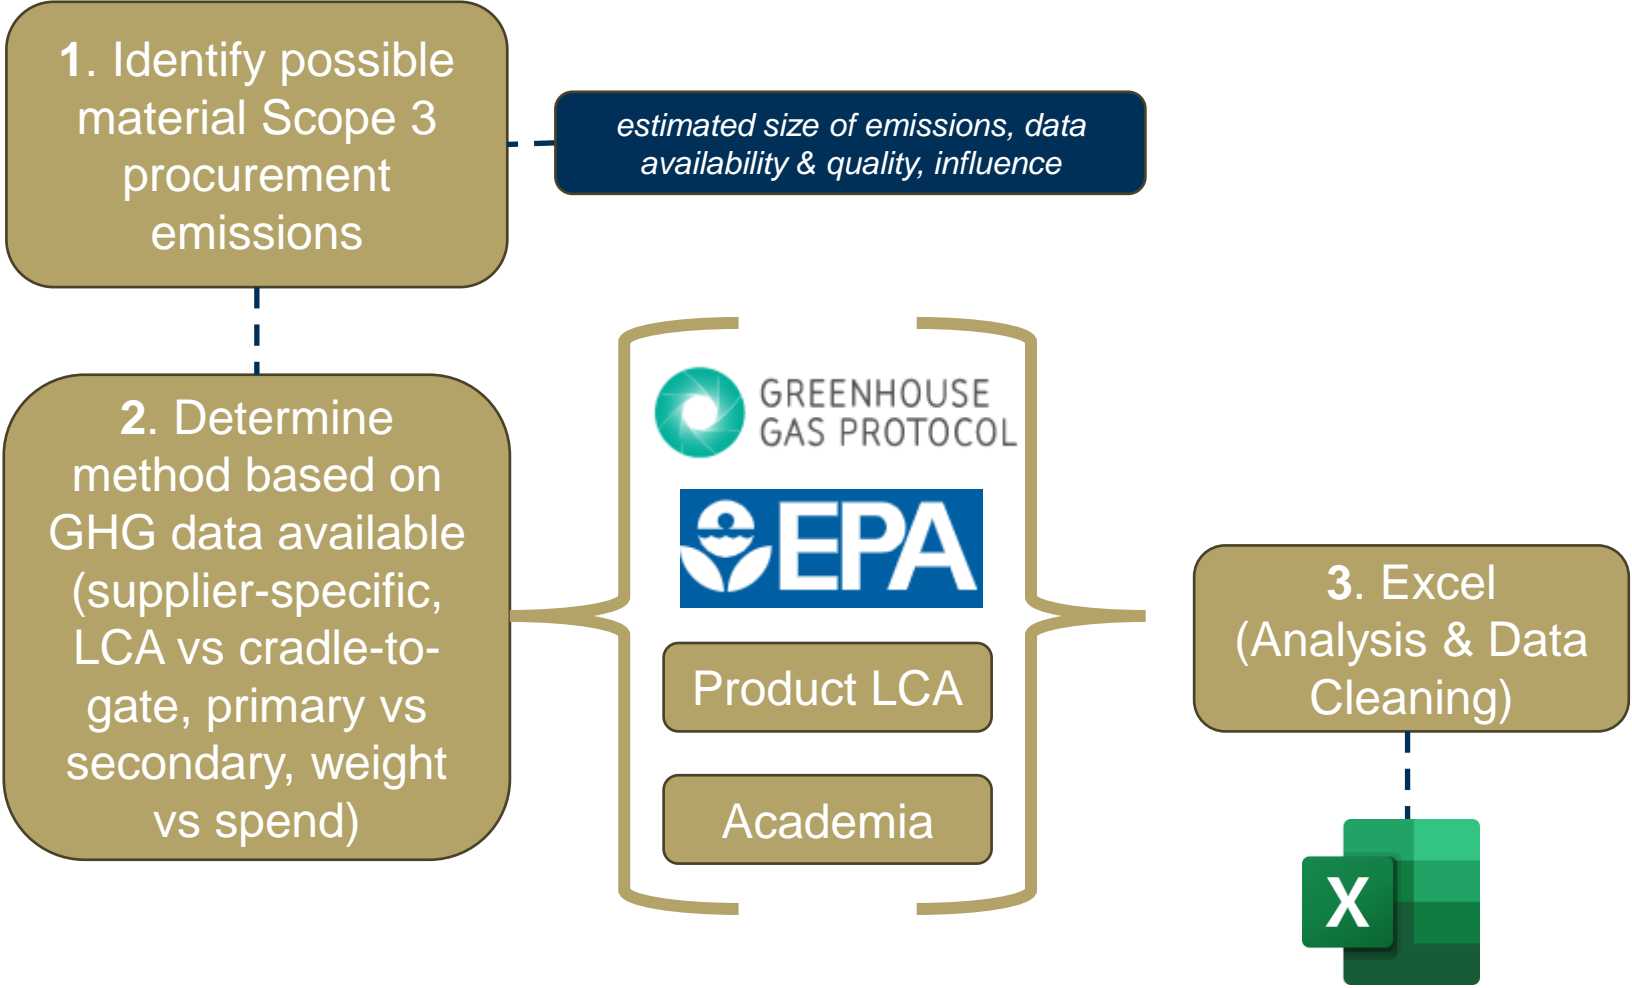 1. Identify possible
material Scope 3
procurement
emissions
estimated size of emissions, data
availability & quality, influence
2. Determine
method based on
GHG data available
(supplier-specific,
LCA vs cradle-to-
gate, primary vs
secondary, weight
vs spend)
GREENHOUSE
GAS PROTOCOL
EPA
Product LCA
Academia
3. Excel
(Analysis & Data
Cleaning)
X